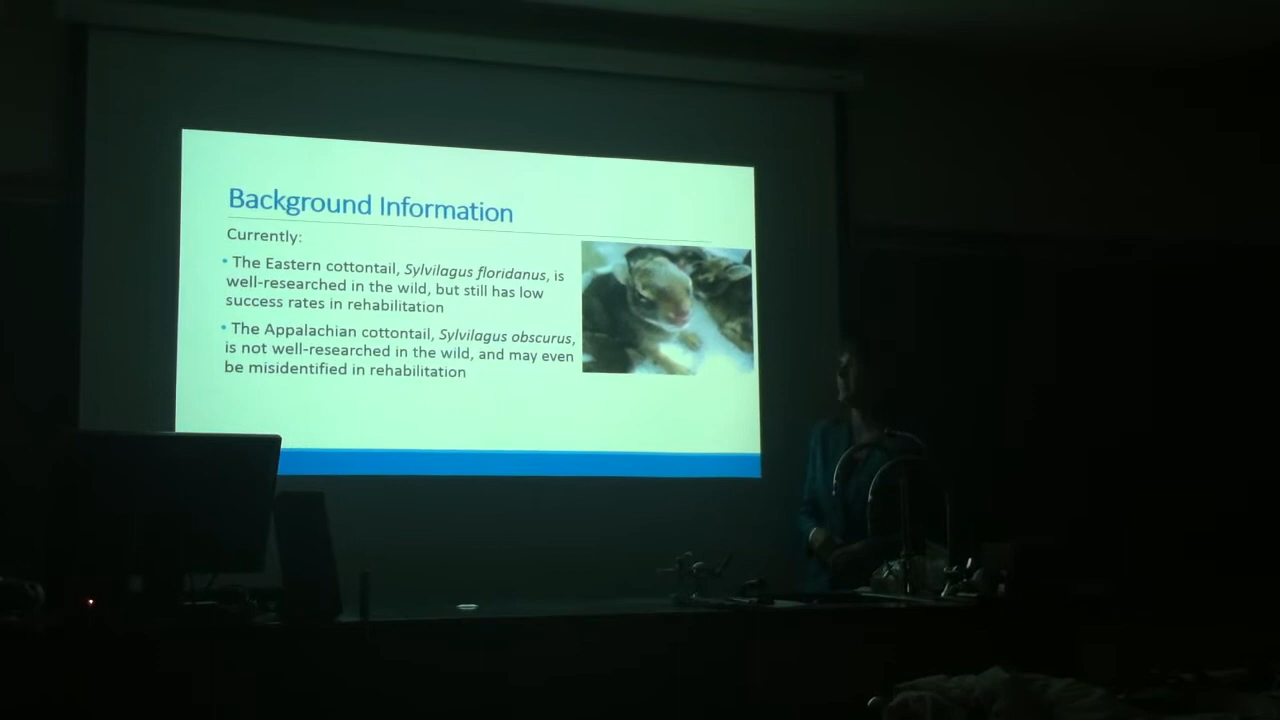 Background Information
Currently:
• The Eastern cottontail, Sylvilagus floridanus, is
well-researched in the wild, but still has low
success rates in rehabilitation
• The Appalachian cottontail, Sylvilagus obscurus,
is not well-researched in the wild, and may even
be misidentified in rehabilitation